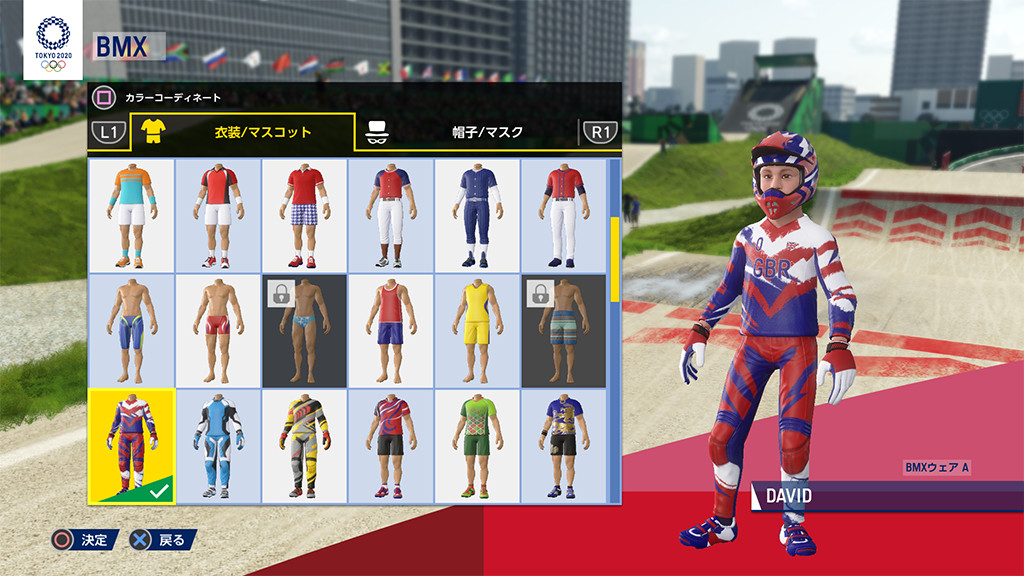 TOKYO 2020
BMX
カラーコーディネート
L1
衣装/マスコット
帽子/マスク
R1
GBR
BMXウェア A
DAVID
決定
戻る